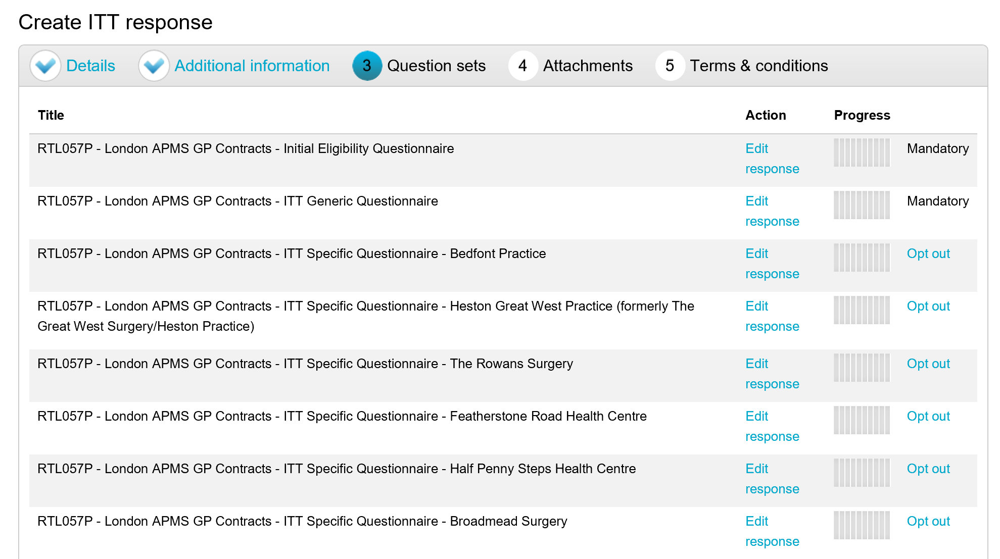 Create ITT response
Details Additional information 3 Question sets 4 Attachments 5 Terms & conditions
Title Action Progress
RTL057P - London APMS GP Contracts - Initial Eligibility Questionnaire Edit Mandatory
response
RTL057P - London APMS GP Contracts - ITT Generic Questionnaire Edit Mandatory
response
RTL057P - London APMS GP Contracts - ITT Specific Questionnaire - Bedfont Practice Edit Opt out
response
RTL057P - London APMS GP Contracts - ITT Specific Questionnaire - Heston Great West Practice (formerly The Edit Opt out
Great West Surgery/Heston Practice) response
RTL057P - London APMS GP Contracts - ITT Specific Questionnaire - The Rowans Surgery Edit Opt out
response
RTL057P - London APMS GP Contracts - ITT Specific Questionnaire - Featherstone Road Health Centre Edit Opt out
response
RTL057P - London APMS GP Contracts - ITT Specific Questionnaire - Half Penny Steps Health Centre Edit Opt out
response
RTL057P - London APMS GP Contracts - ITT Specific Questionnaire - Broadmead Surgery Edit Opt out
response